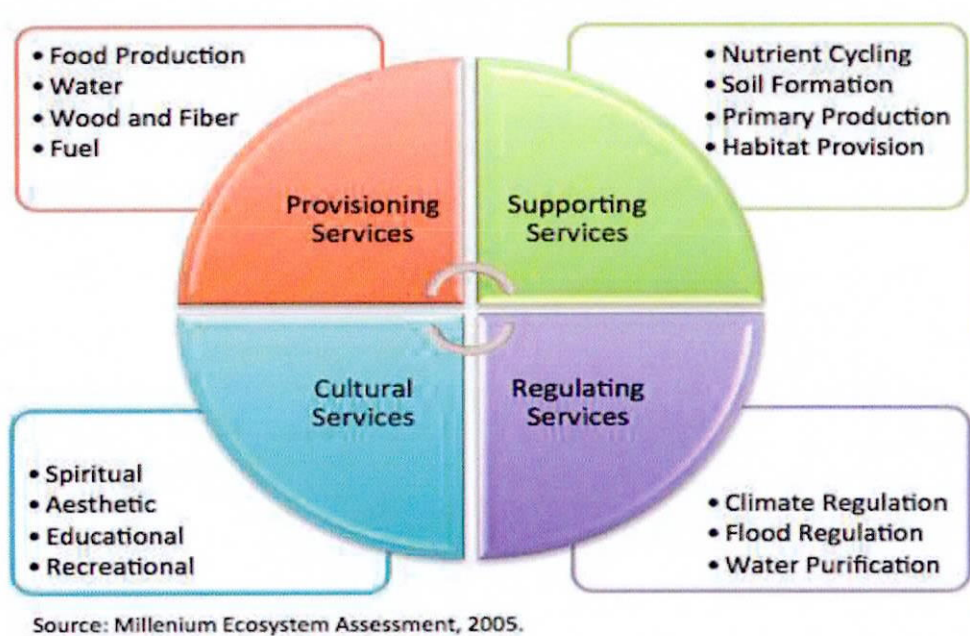 • Food Production
• Water
• Wood and Fiber
• Fuel
• Nutrient Cycling
• Soil Formation
• Primary Production
• Habitat Provision
Provisioning
Services
Supporting
Services
Cultural
Services
Regulating
Services
• Spiritual
• Aesthetic
• Educational
• Recreational
• Climate Regulation
• Flood Regulation
• Water Purification
Source: Millenium Ecosystem Assessment, 2005.